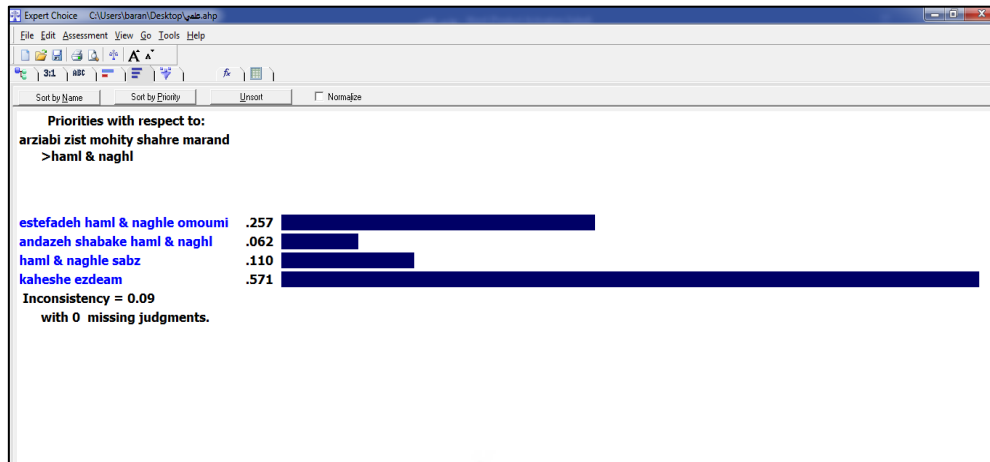 Expert Choice C:\Users\baran\Desktop\علمي.ahp
File Edit Assessment View Go Tools Help
A A
3:1 ABC fx
Sort by Name Sort by Priority Unsort Normalize
Priorities with respect to:
arziabi zist mohity shahre marand
>haml & naghl
estefadeh haml & naghle omoumi .257
andazeh shabake haml & naghl .062
haml & naghle sabz .110
kaheshe ezdeam .571
Inconsistency = 0.09
with 0 missing judgments.